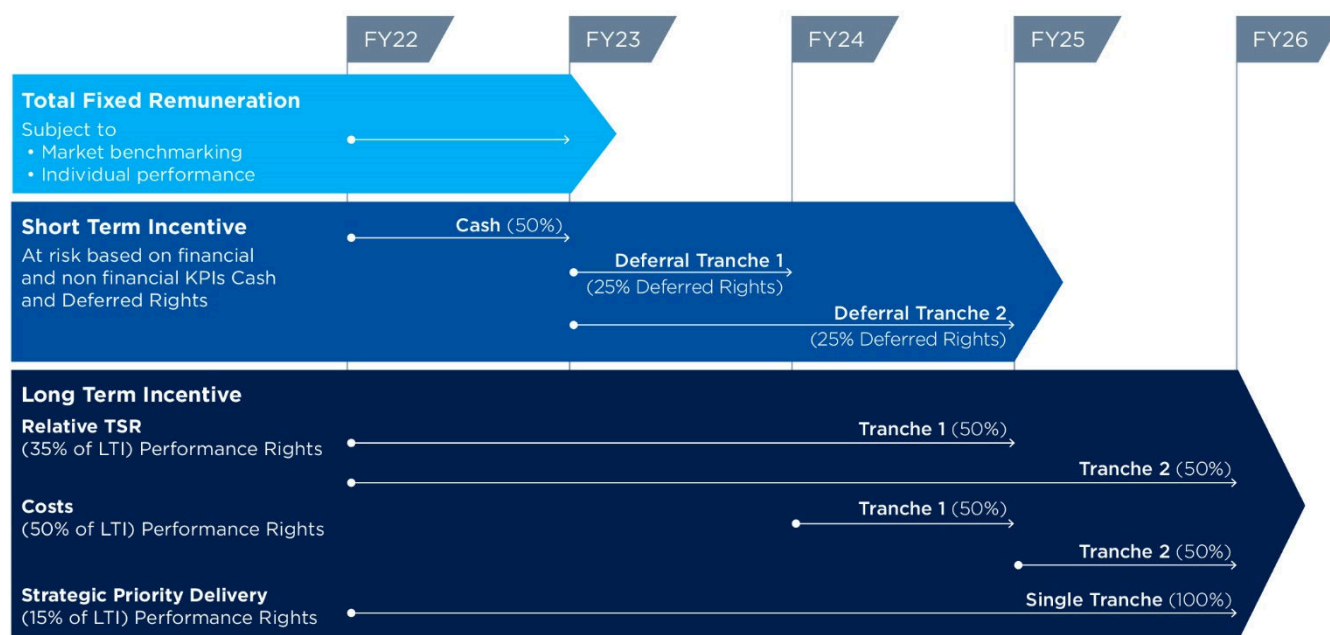 FY22
FY23
FY24
FY25
FY26
Total Fixed Remuneration
Subject to
• Market benchmarking
• Individual performance
Short Term Incentive
At risk based on financial
and non financial KPIs Cash
and Deferred Rights
Cash (50%)
Deferral Tranche 1
(25% Deferred Rights)
Deferral Tranche 2
(25% Deferred Rights)
Long Term Incentive
Relative TSR
(35% of LTI) Performance Rights
Tranche 1 (50%)
Tranche 2 (50%)
Costs
(50% of LTI) Performance Rights
Tranche 1 (50%)
Tranche 2 (50%)
Strategic Priority Delivery
(15% of LTI) Performance Rights
Single Tranche (100%)